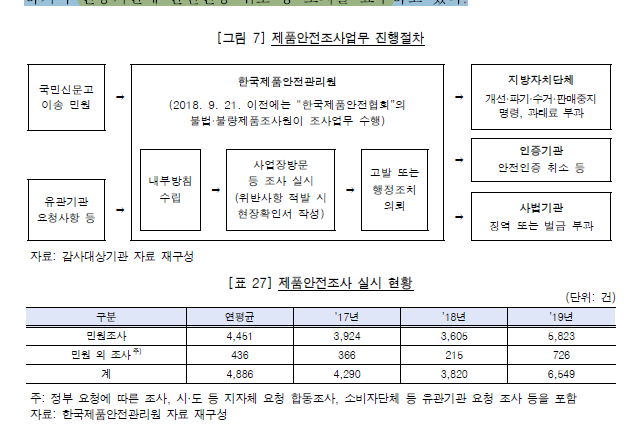 [그림 7] 제품안전조사업무 진행절차
국민신문고
이송 민원
유관기관
요청사항 등
한국제품안전관리원
(2018. 9. 21. 이전에는 “한국제품안전협회”의
불법·불량제품조사원이 조사업무 수행)
내부방침
수립
사업장방문
등 조사 실시
(위반사항 적발 시
현장확인서 작성)
고발 또는
행정조치
의뢰
지방자치단체
개선·파기·수거·판매중지
명령, 과태료 부과
인증기관
안전인증 취소 등
사법기관
징역 또는 벌금 부과
자료: 감사대상기관 자료 재구성
[표 27] 제품안전조사 실시 현황
(단위: 건)
구분 연평균 ’17년 ’18년 ’19년
민원조사 4,451 3,924 3,605 5,823
민원 외 조사주) 436 366 215 726
계 4,886 4,290 3,820 6,549
주: 정부 요청에 따른 조사, 시·도 등 지자체 요청 합동조사, 소비자단체 등 유관기관 요청 조사 등을 포함
자료: 한국제품안전관리원 자료 재구성